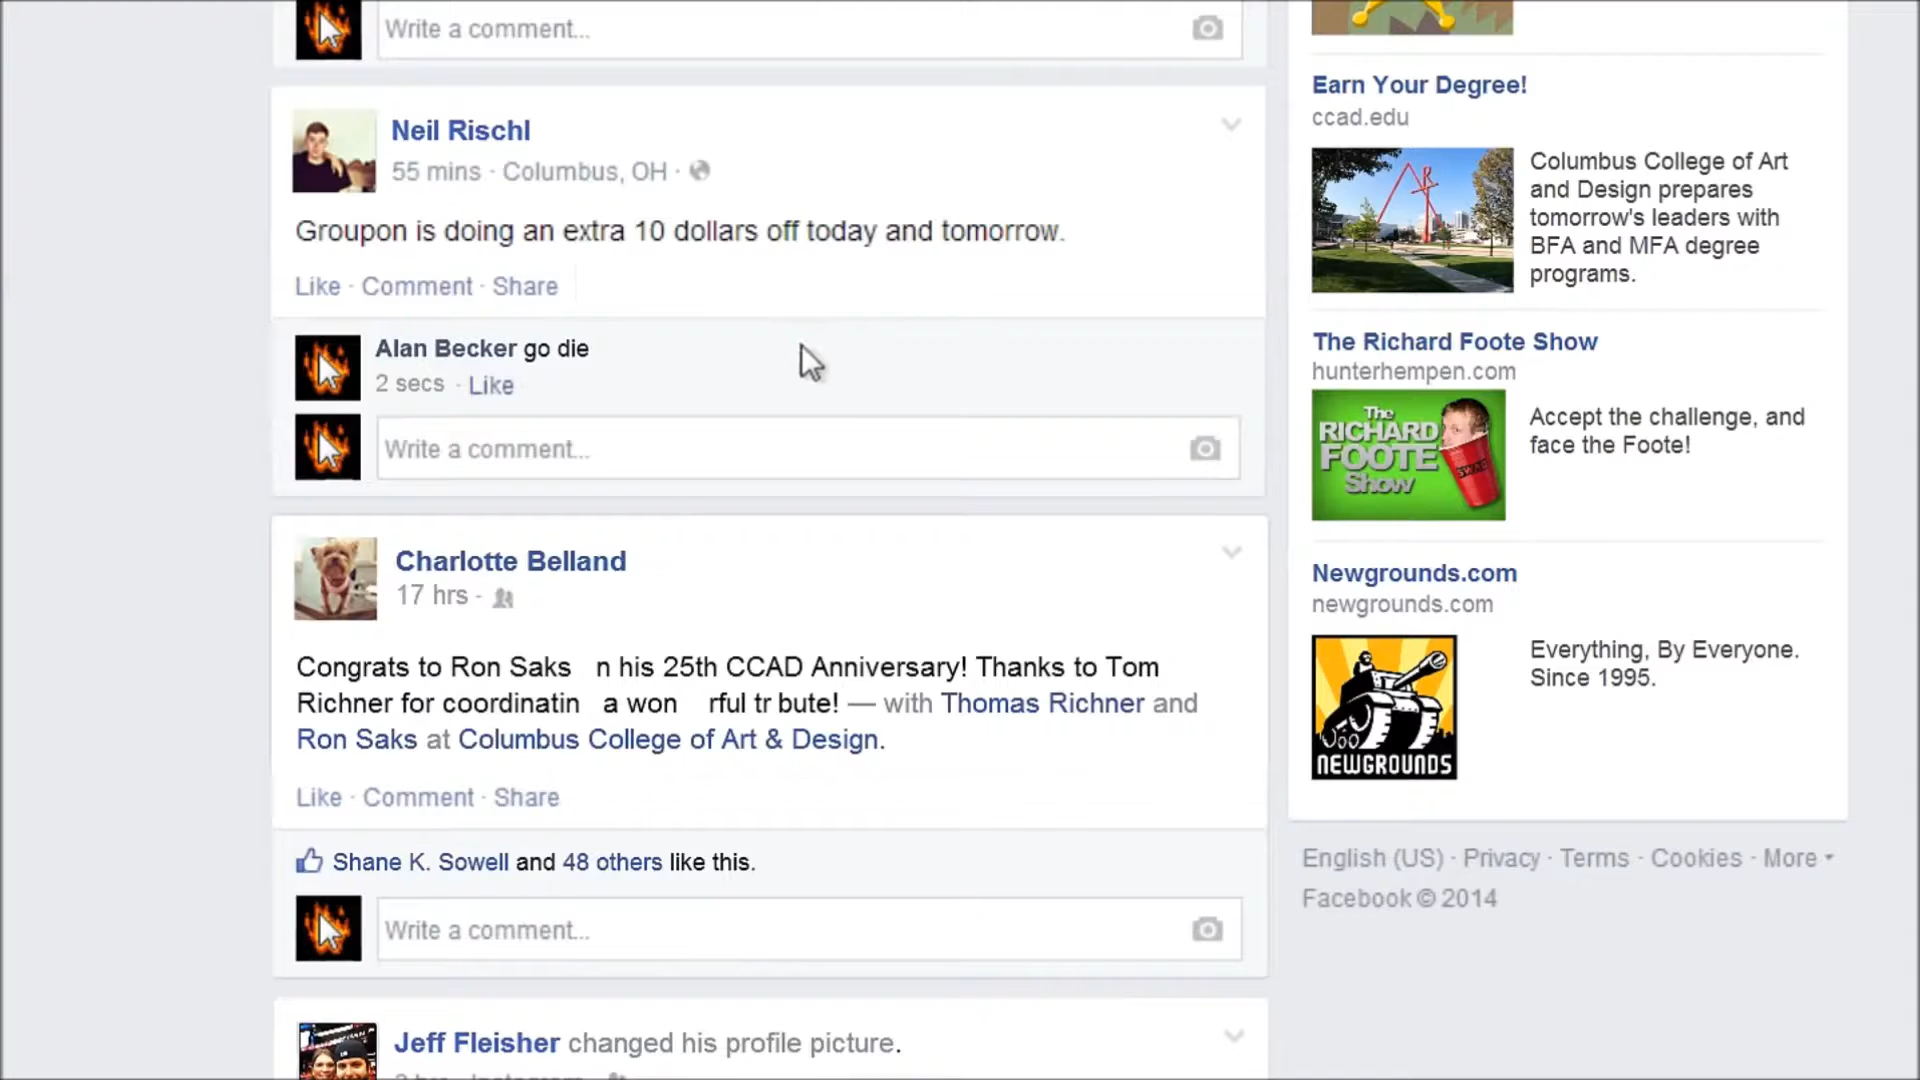 Write a comment...
Neil Rischl
55 mins · Columbus, OH ·
Groupon is doing an extra 10 dollars off today and tomorrow.
Like · Comment · Share
Alan Becker go die
2 secs · Like
Write a comment...
Charlotte Belland
17 hrs ·
Congrats to Ron Saks n his 25th CCAD Anniversary! Thanks to Tom
Richner for coordinatin a won rful tr bute! — with Thomas Richner and
Ron Saks at Columbus College of Art & Design.
Like · Comment · Share
Shane K. Sowell and 48 others like this.
Write a comment...
Jeff Fleisher changed his profile picture.
Earn Your Degree!
ccad.edu
Columbus College of Art
and Design prepares
tomorrow's leaders with
BFA and MFA degree
programs.
The Richard Foote Show
hunterhempen.com
The
RICHARD
FOOTE
Show
Accept the challenge, and
face the Foote!
Newgrounds.com
newgrounds.com
NEWGROUNDS
Everything, By Everyone.
Since 1995.
English (US) · Privacy · Terms · Cookies · More
Facebook © 2014